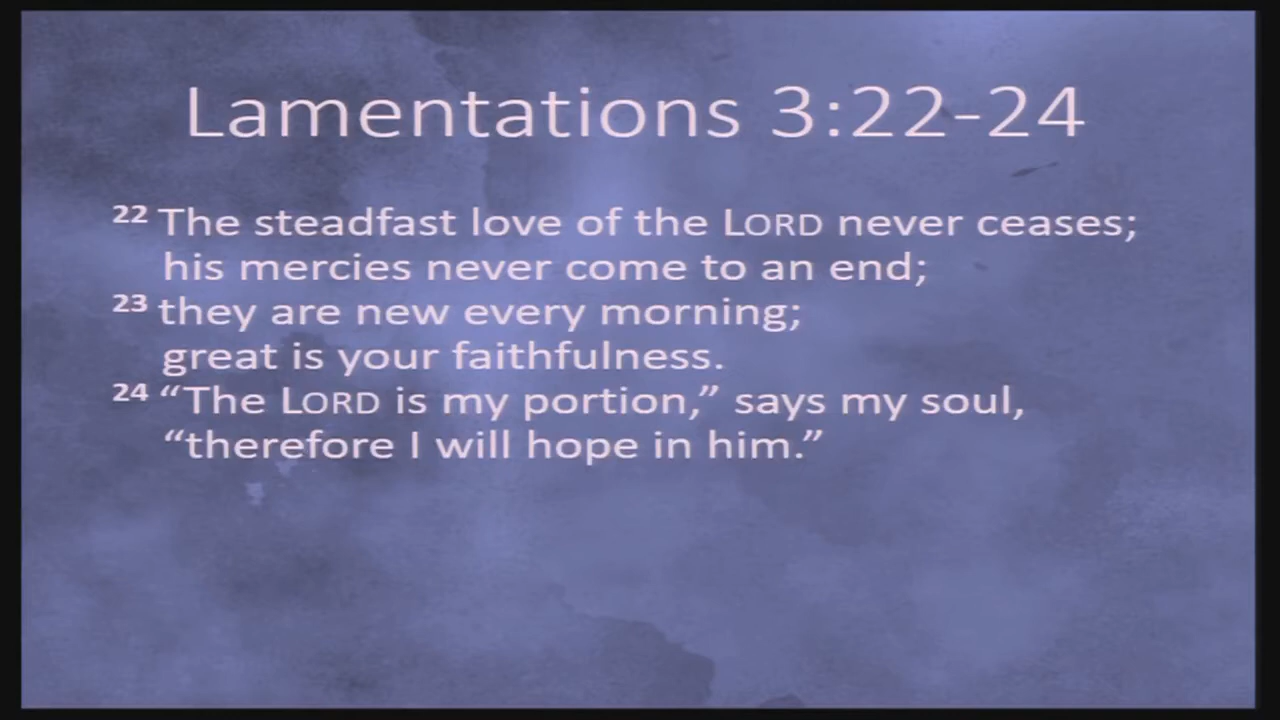 Lamentations 3:22-24
22 The steadfast love of the LORD never ceases;
his mercies never come to an end;
23 they are new every morning;
great is your faithfulness.
24 “The LORD is my portion,” says my soul,
“therefore I will hope in him.”